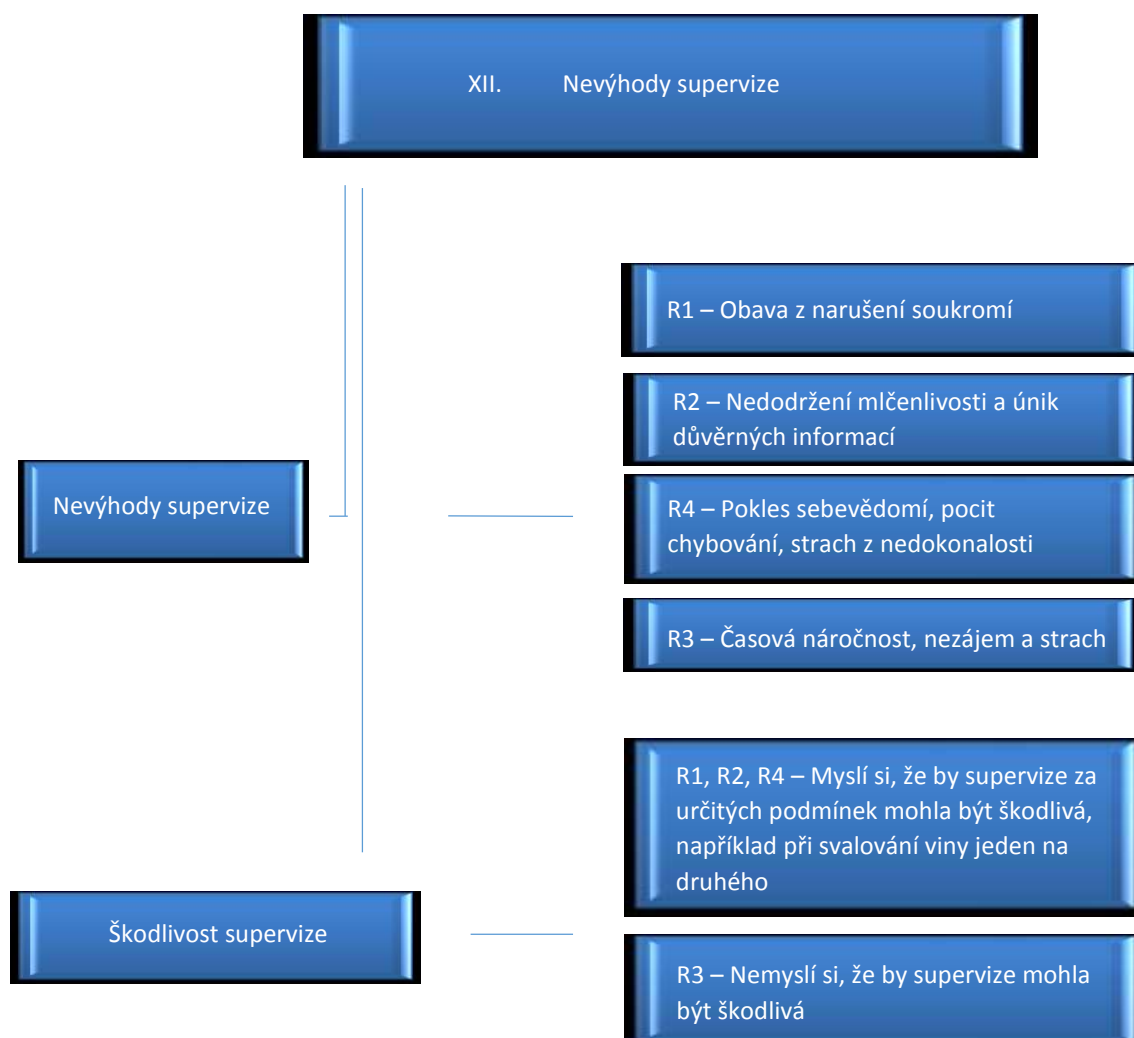 XII. Nevýhody supervize
R1 – Obava z narušení soukromí
R2 – Nedodržení mlčenlivosti a únik
důvěrných informací
Nevýhody supervize
R4 – Pokles sebevědomí, pocit
chybování, strach z nedokonalosti
R3 – Časová náročnost, nezájem a strach
R1, R2, R4 – Myslí si, že by supervize za
určitých podmínek mohla být škodlivá,
například při svalování viny jeden na
druhého
Škodlivost supervize
R3 – Nemyslí si, že by supervize mohla
být škodlivá